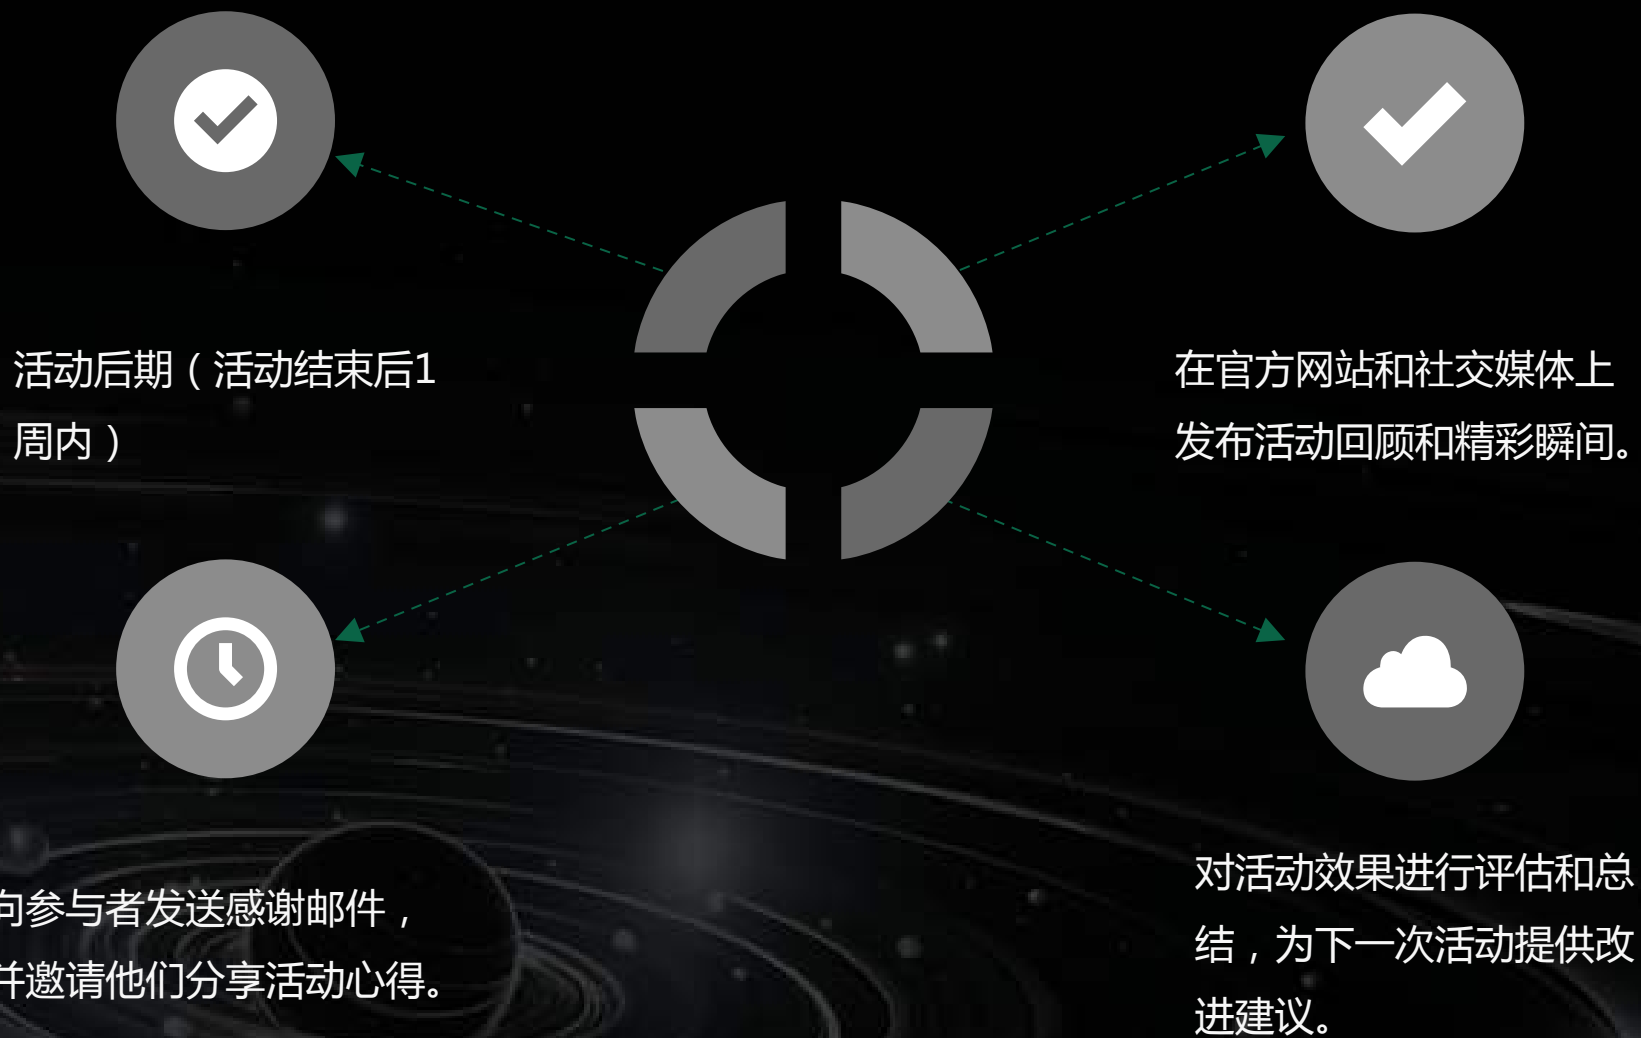 活动后期（活动结束后1
周内）
在官方网站和社交媒体上
发布活动回顾和精彩瞬间。
向参与者发送感谢邮件，
并邀请他们分享活动心得。
对活动效果进行评估和总
结，为下一次活动提供改
进建议。